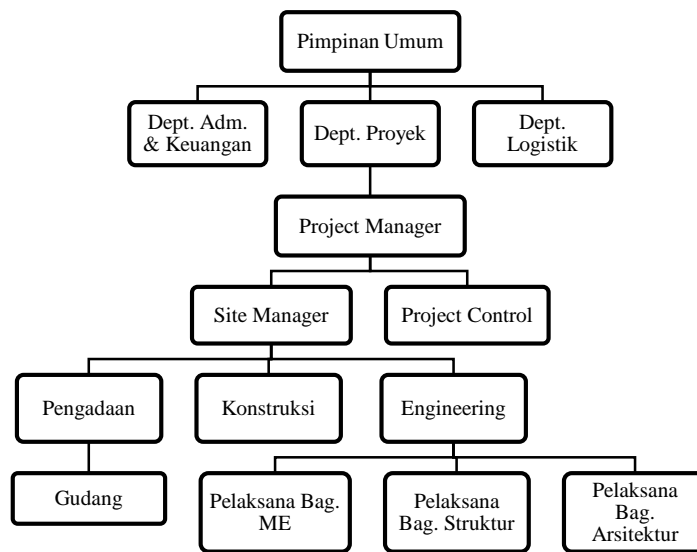 Pimpinan Umum
Dept. Adm.
& Keuangan
Dept. Proyek
Dept.
Logistik
Project Manager
Site Manager
Project Control
Pengadaan
Konstruksi
Engineering
Gudang
Pelaksana Bag.
ME
Pelaksana
Bag. Struktur
Pelaksana
Bag.
Arsitektur